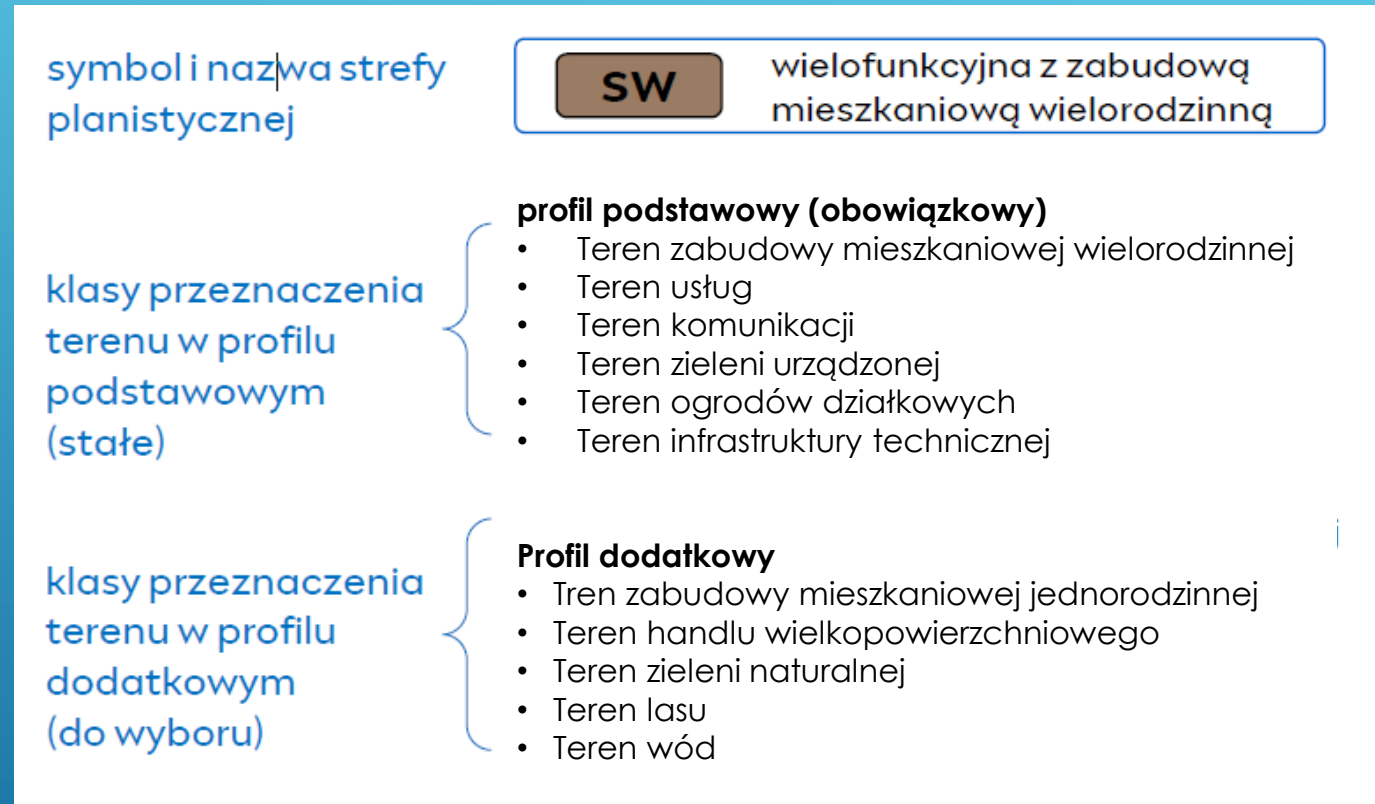 symbol i nazwa strefy
planistycznej
SW
wielofunkcyjna z zabudową
mieszkaniową wielorodzinną
klasy przeznaczenia
terenu w profilu
podstawowym
(stałe)
profil podstawowy (obowiązkowy)
• Teren zabudowy mieszkaniowej wielorodzinnej
• Teren usług
• Teren komunikacji
• Teren zieleni urządzonej
• Teren ogrodów działkowych
• Teren infrastruktury technicznej
klasy przeznaczenia
terenu w profilu
dodatkowym
(do wyboru)
Profil dodatkowy
• Tren zabudowy mieszkaniowej jednorodzinnej
• Teren handlu wielkopowierzchniowego
• Teren zieleni naturalnej
• Teren lasu
• Teren wód